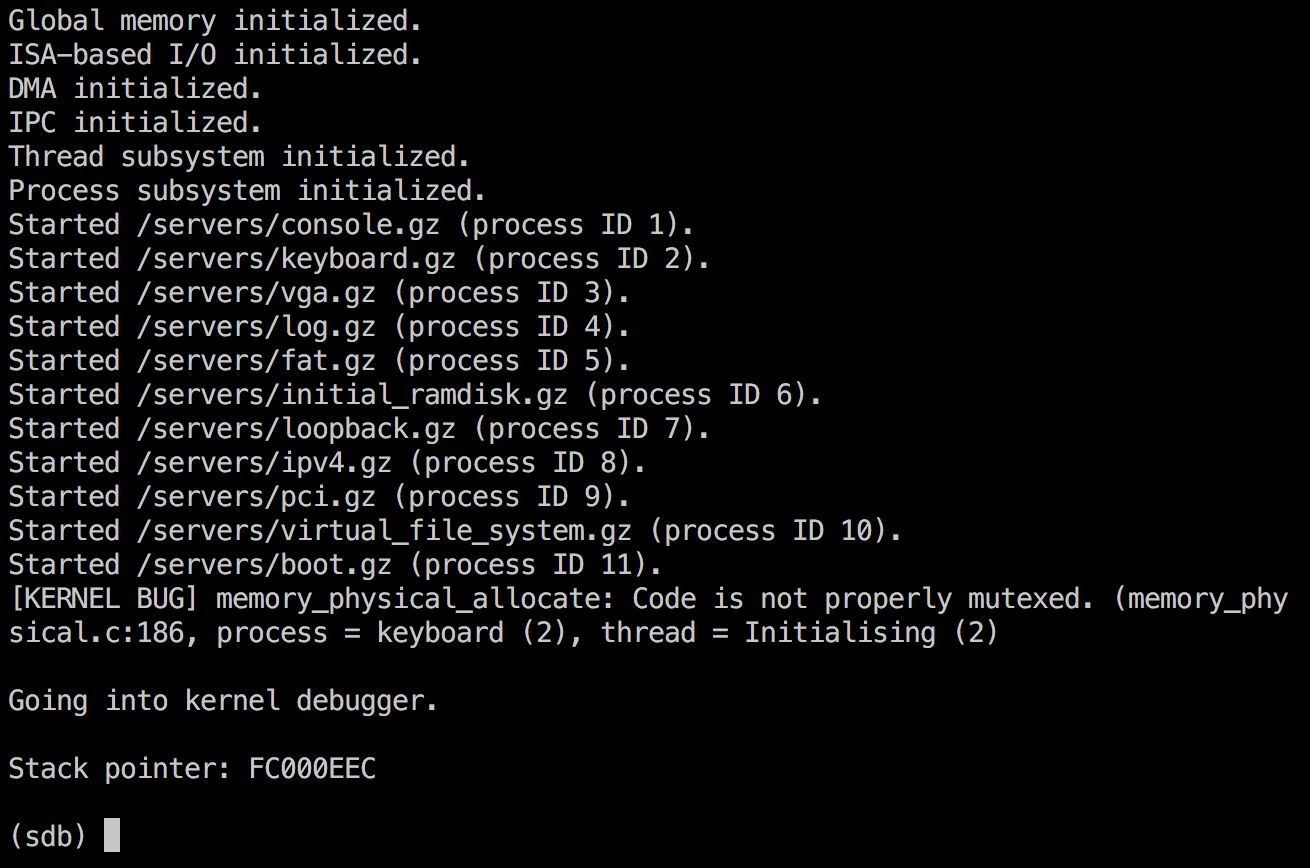 Global memory initialized.
ISA-based I/O initialized.
DMA initialized.
IPC initialized.
Thread subsystem initialized.
Process subsystem initialized.
Started /servers/console.gz (process ID 1).
Started /servers/keyboard.gz (process ID 2).
Started /servers/vga.gz (process ID 3).
Started /servers/log.gz (process ID 4).
Started /servers/fat.gz (process ID 5).
Started /servers/initial_ramdisk.gz (process ID 6).
Started /servers/loopback.gz (process ID 7).
Started /servers/ipv4.gz (process ID 8).
Started /servers/pci.gz (process ID 9).
Started /servers/virtual_file_system.gz (process ID 10).
Started /servers/boot.gz (process ID 11).
[KERNEL BUG] memory_physical_allocate: Code is not properly mutexed. (memory_phy
sical.c:186, process = keyboard (2), thread = Initialising (2)
Going into kernel debugger.
Stack pointer: FC000EEC
(sdb)